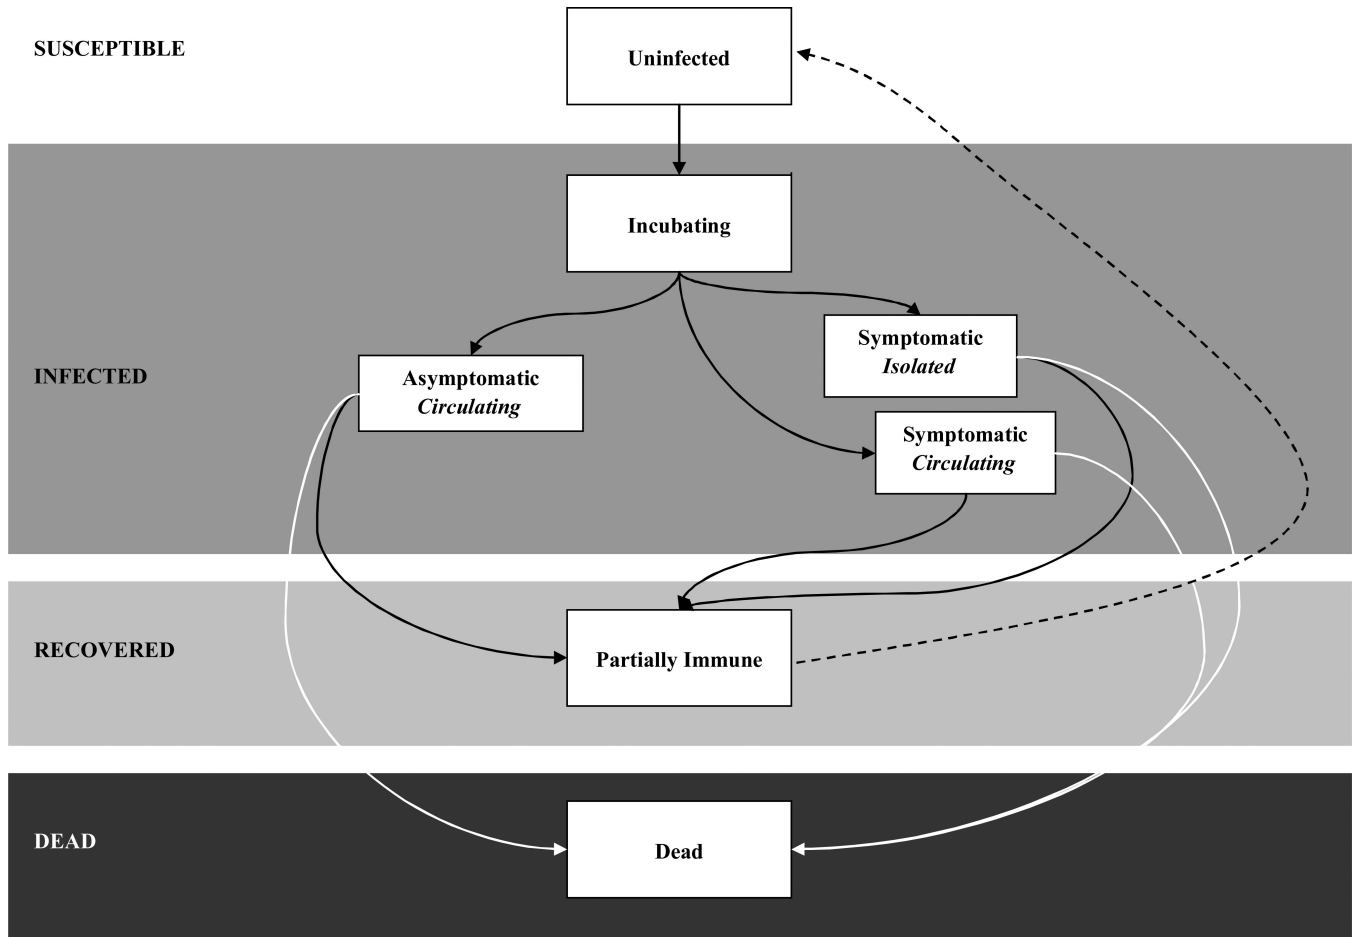 SUSCEPTIBLE
Uninfected
Incubating
Symptomatic
Isolated
INFECTED
Asymptomatic
Circulating
Symptomatic
Circulating
RECOVERED
Partially Immune
DEAD
Dead